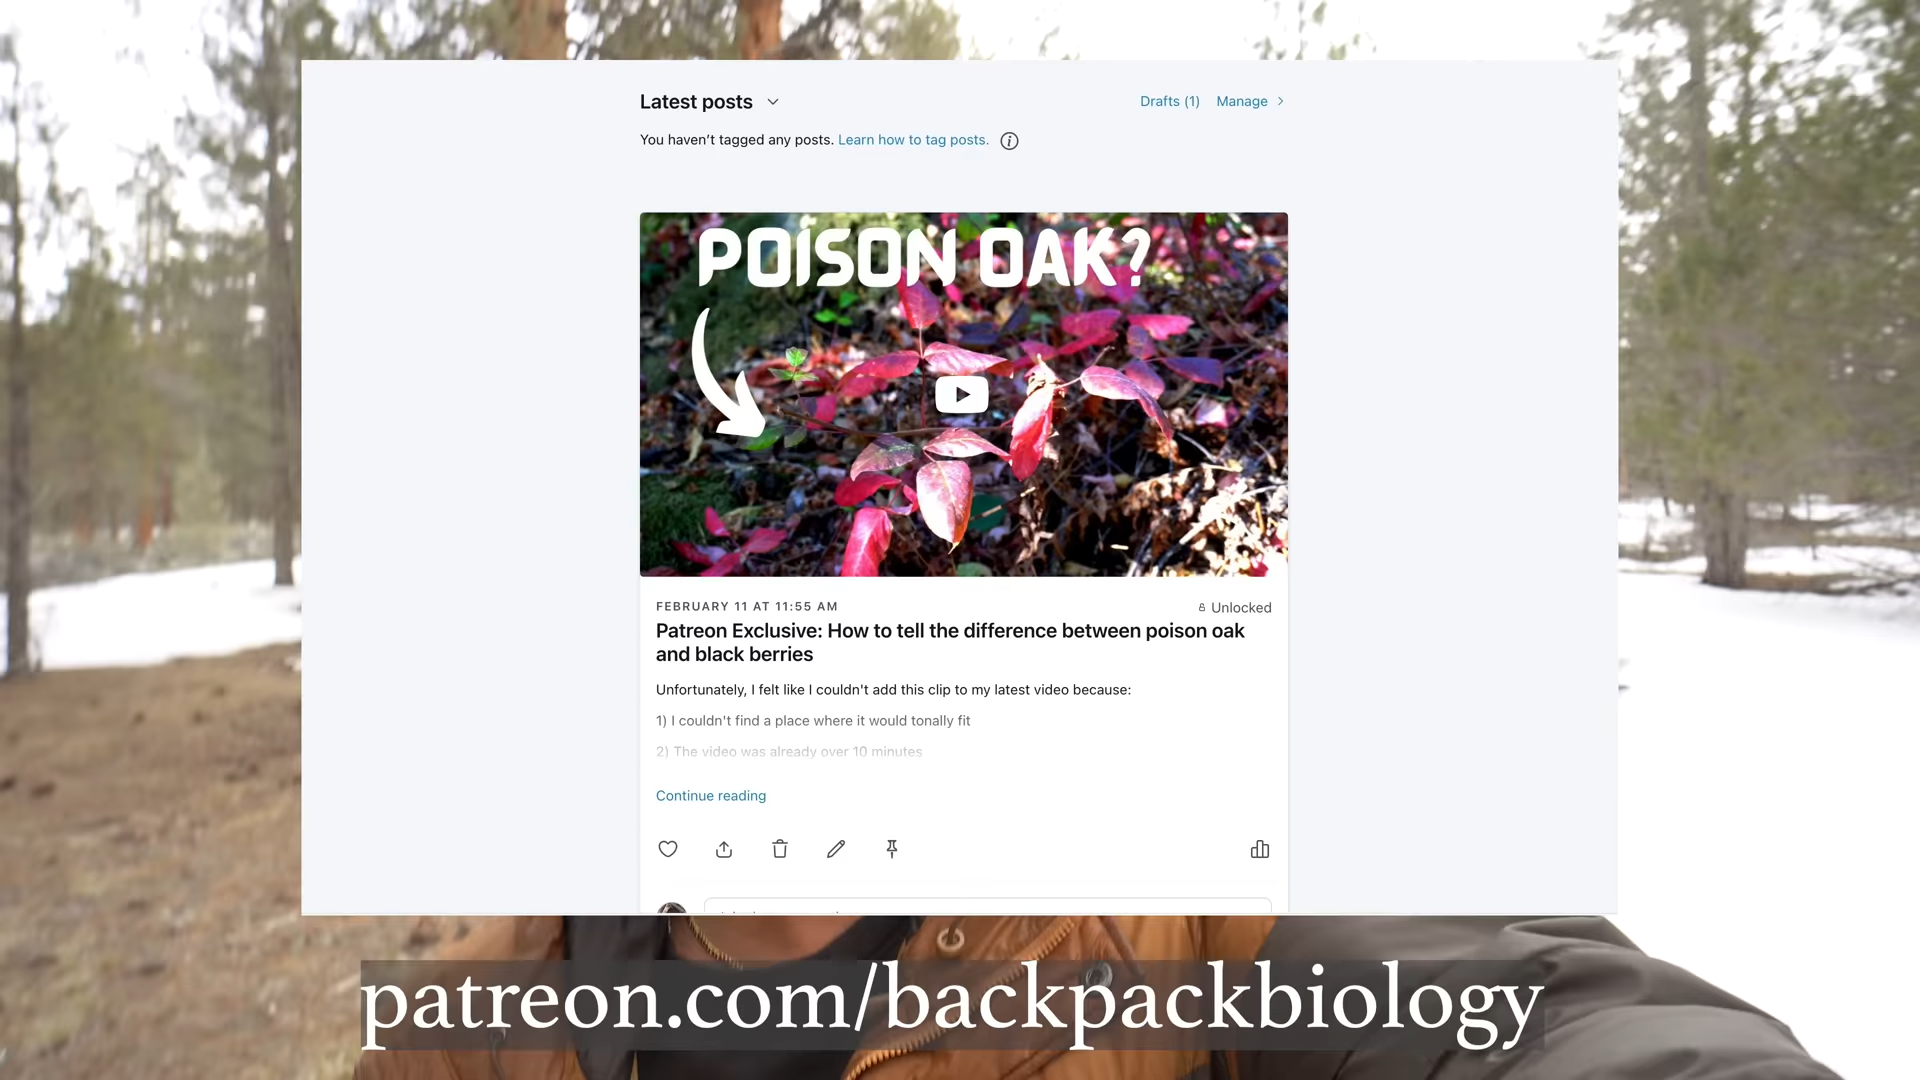 Latest posts
Drafts (1) Manage
You haven't tagged any posts. Learn how to tag posts.
POISON OAK?
FEBRUARY 11 AT 11:55 AM
Unlocked
Patreon Exclusive: How to tell the difference between poison oak
and black berries
Unfortunately, I felt like I couldn't add this clip to my latest video because:
1) I couldn't find a place where it would tonally fit
2) The video was already over 10 minutes
Continue reading
patreon.com/backpackbiology